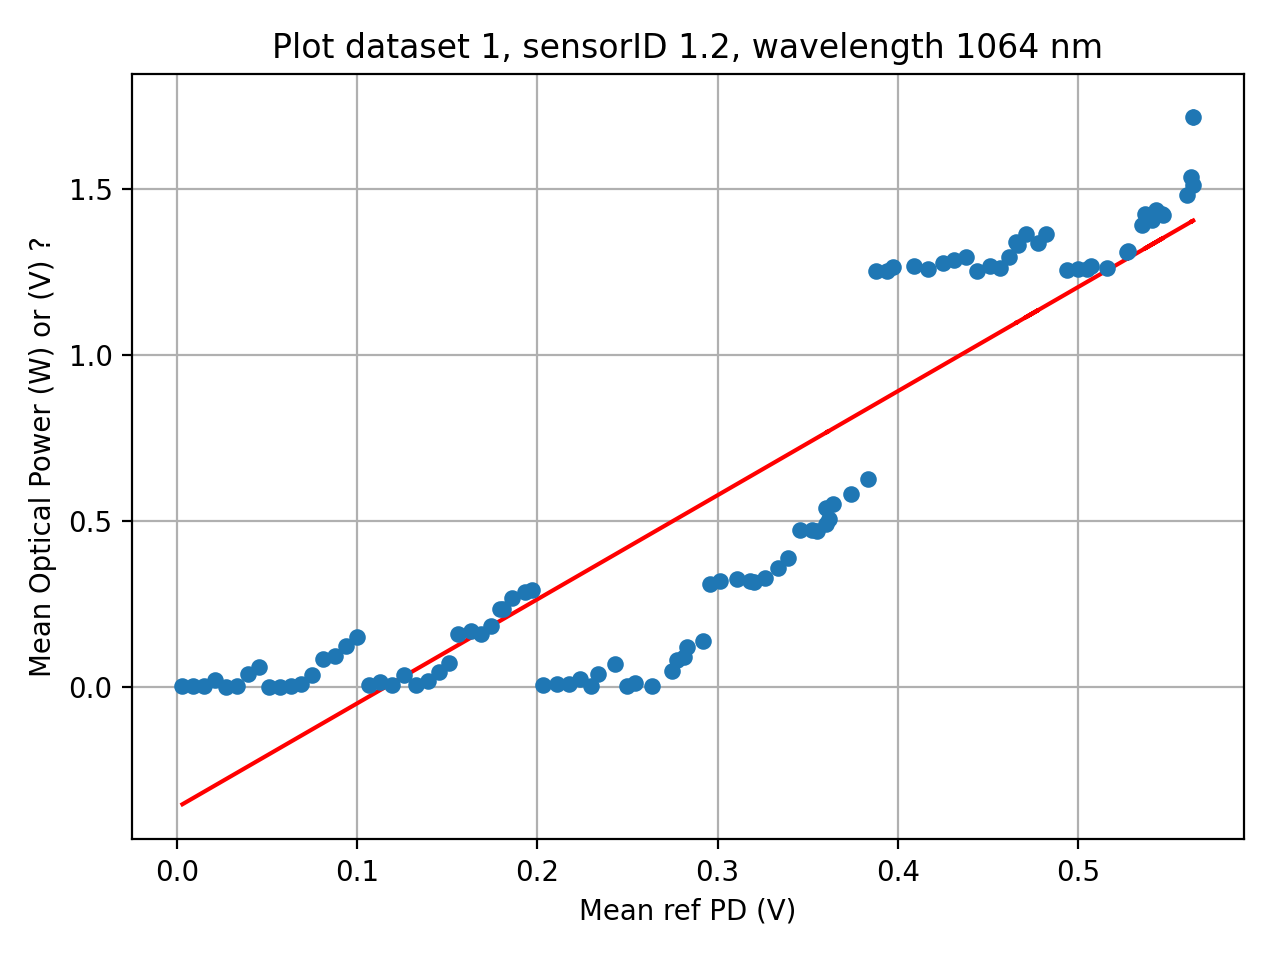 Plot dataset 1, sensorID 1.2, wavelength 1064 nm
Mean Optical Power (W) or (V) ?
1.5
1.0
0.5
0.0
0.0 0.1 0.2 0.3 0.4 0.5
Mean ref PD (V)